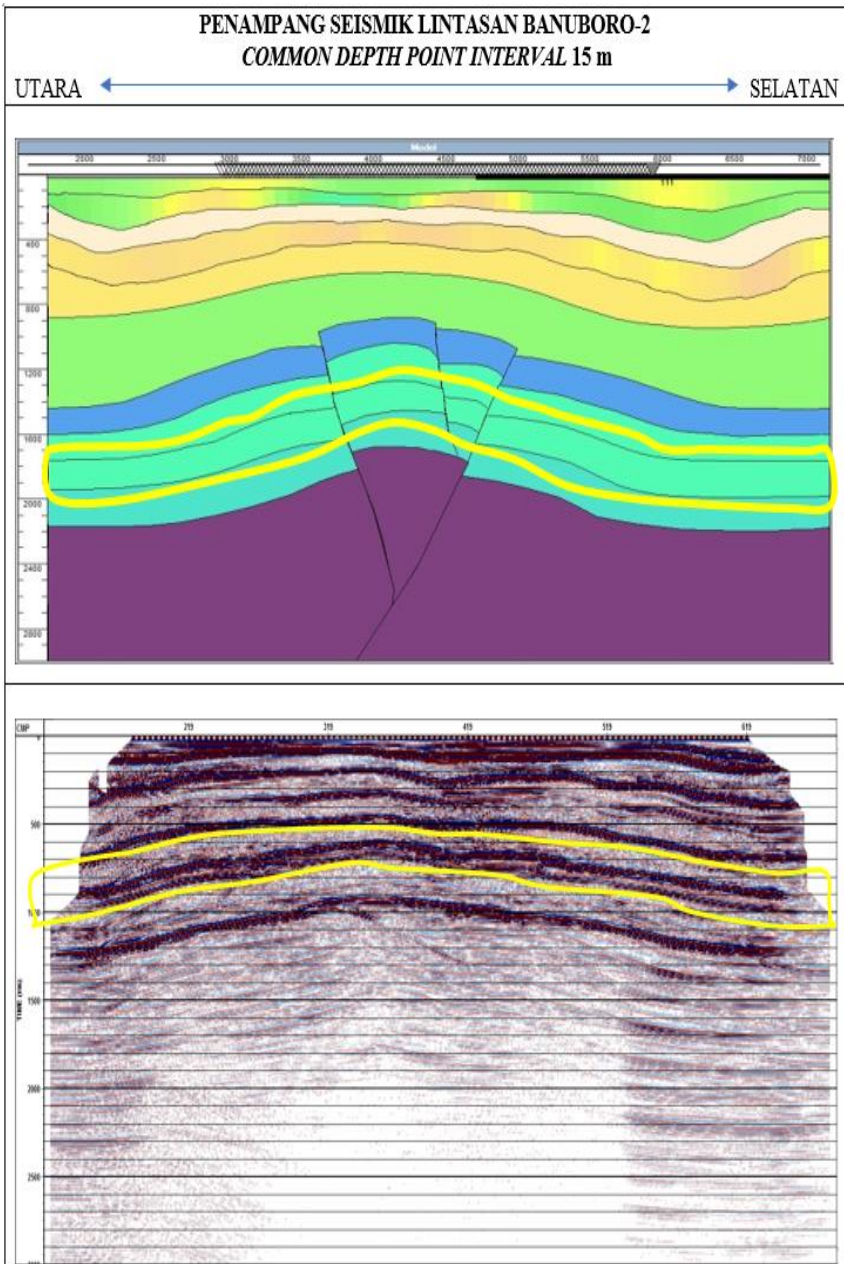 PENAMPANG SEISMIK LINTASAN BANUBORO-2
COMMON DEPTH POINT INTERVAL 15 m
UTARA SELATAN
Model
2000 2500 3000 3500 4000 4500 5000 5500 6000 6500 7000
111
400
800
1200
1600
2000
2400
2800
CMP 219 319 419 519 619
500
1500
2000
2500
TIME (ms)